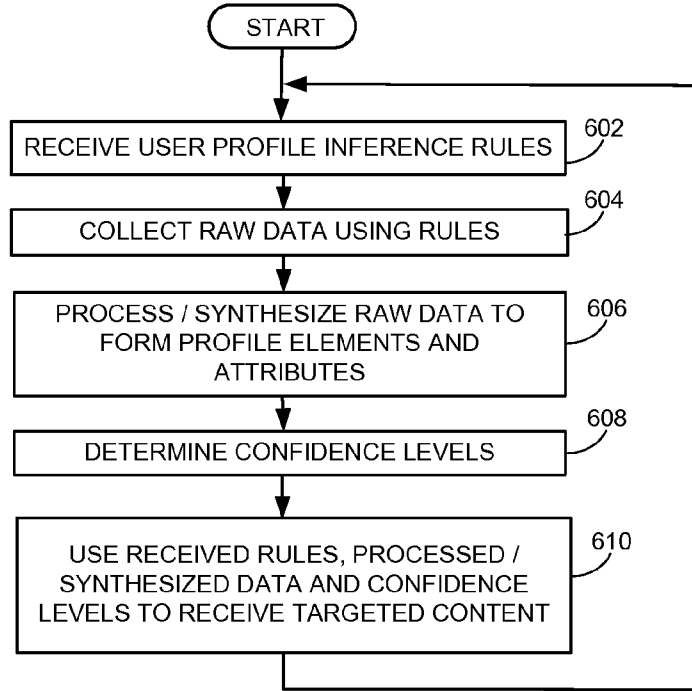 START
RECEIVE USER PROFILE INFERENCE RULES
602
COLLECT RAW DATA USING RULES
604
PROCESS / SYNTHESIZE RAW DATA TO
FORM PROFILE ELEMENTS AND
ATTRIBUTES
606
DETERMINE CONFIDENCE LEVELS
608
USE RECEIVED RULES, PROCESSED /
SYNTHESIZED DATA AND CONFIDENCE
LEVELS TO RECEIVE TARGETED CONTENT
610